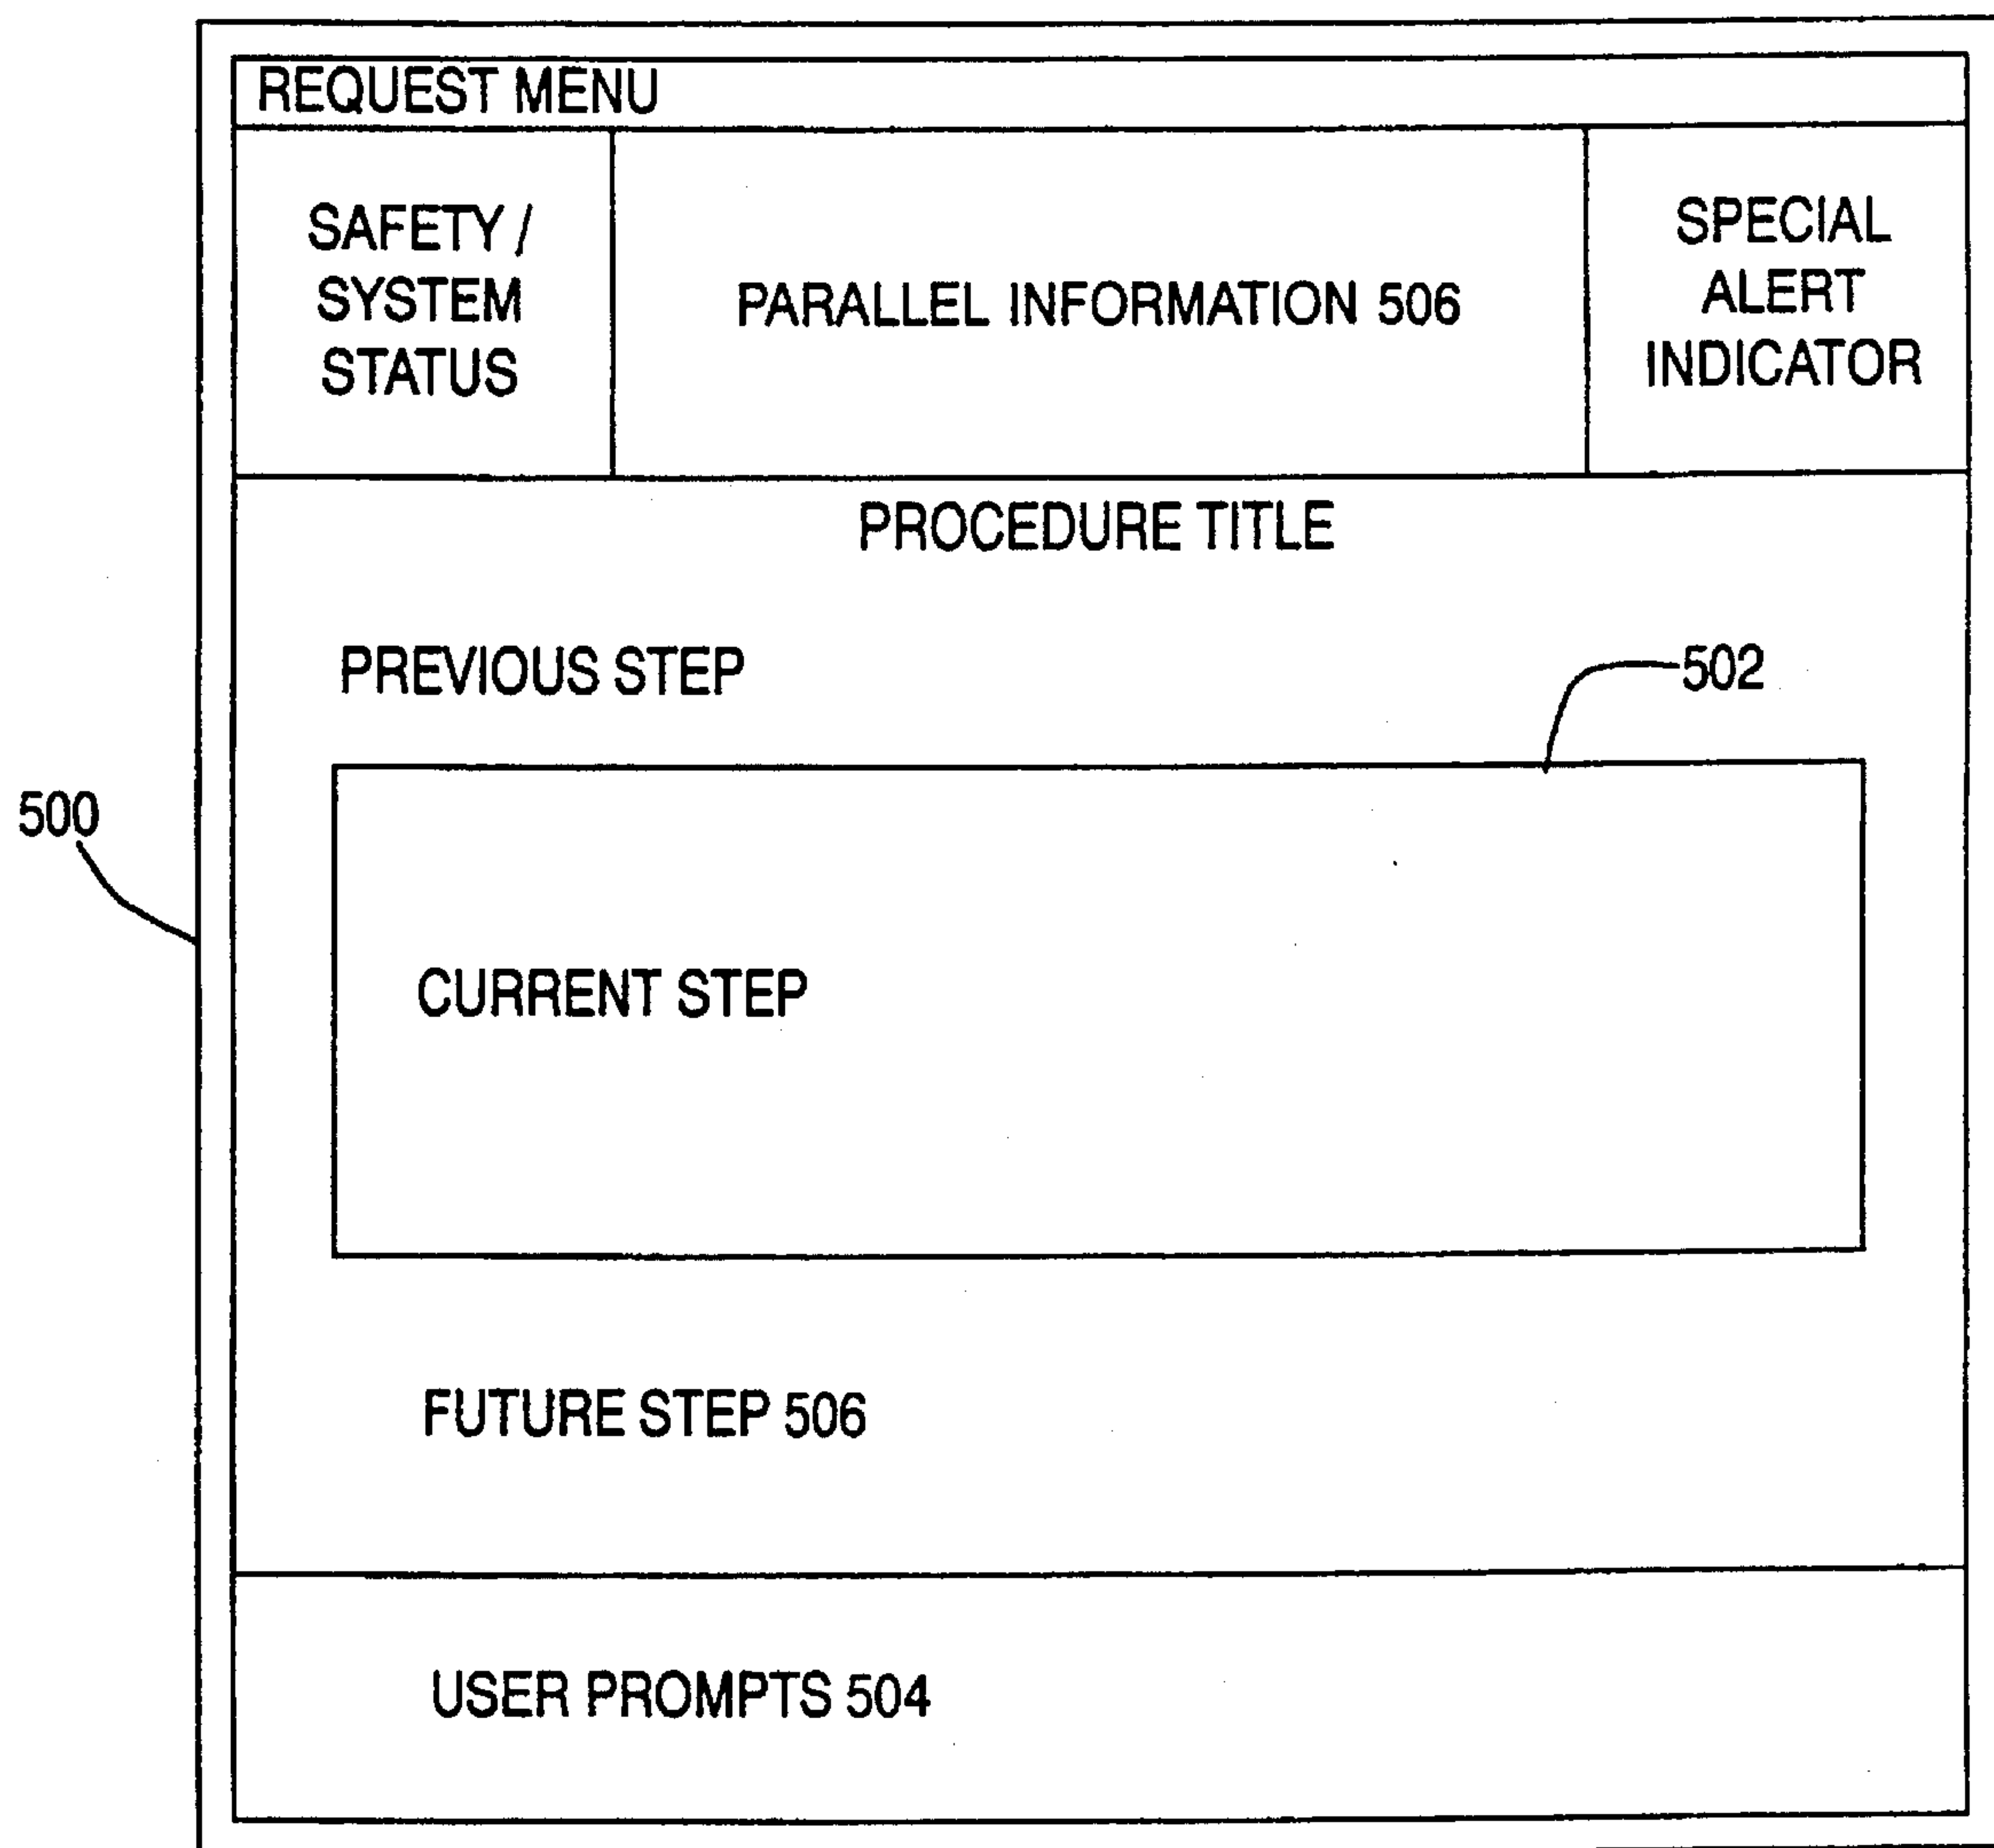 REQUEST MENU
SAFETY /
SYSTEM
STATUS
PARALLEL INFORMATION 506
SPECIAL
ALERT
INDICATOR
PROCEDURE TITLE
PREVIOUS STEP
502
500
CURRENT STEP
FUTURE STEP 506
USER PROMPTS 504